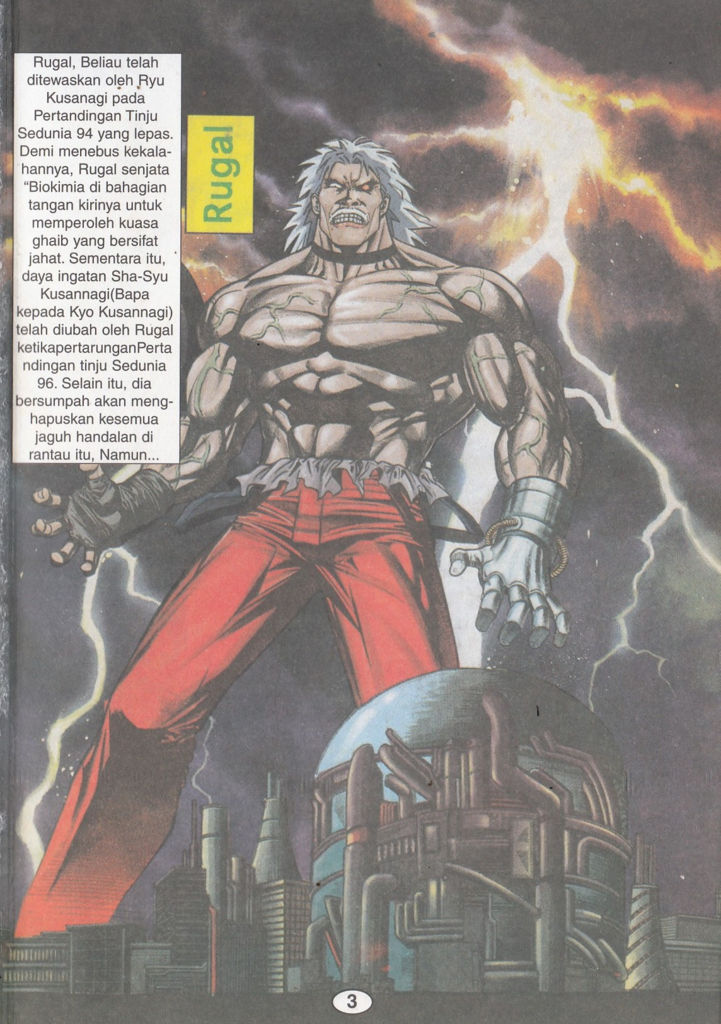 Rugal, Beliau telah
ditewaskan oleh Ryu
Kusanagi pada
Pertandingan Tinju
Sedunia 94 yang lepas.
Demi menebus kekala-
hannya, Rugal senjata
“Biokimia di bahagian
tangan kirinya untuk
memperoleh kuasa
ghaib yang bersifat
jahat. Sementara itu,
daya ingatan Sha-Syu
Kusannagi(Bapa
kepada Kyo Kusannagi)
telah diubah oleh Rugal
ketikapertarunganPerta
ndingan tinju Sedunia
96. Selain itu, dia
bersumpah akan meng-
hapuskan kesemua
jaguh handalan di
rantau itu, Namun...
Rugal
3